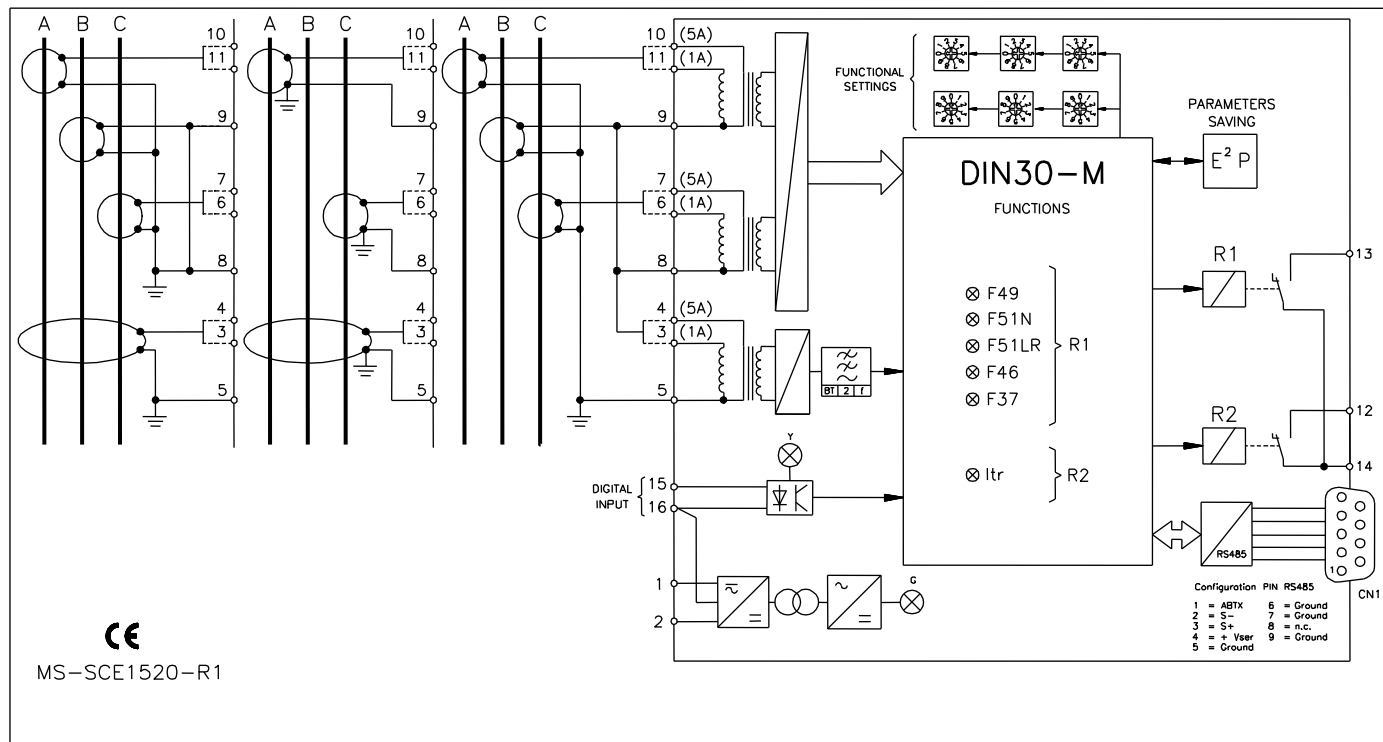 A B C
10
11
9
7
6
8
4
3
5
A B C
10
11
9
7
6
8
4
3
5
A B C
10 (5A)
11 (1A)
9
7 (5A)
6 (1A)
8
4 (5A)
3 (1A)
5
FUNCTIONAL
SETTINGS
PARAMETERS
SAVING
E² P
DIN30-M
FUNCTIONS
F49
F51N
F51LR
F46
F37
R1
Itr
R2
BT 2 f
Y
DIGITAL
INPUT
15
16
1
2
G
R1
13
R2
12
14
RS485
1
CN1
Configuration PIN RS485
1 = ABTX 6 = Ground
2 = S- 7 = Ground
3 = S+ 8 = n.c.
4 = + Vser 9 = Ground
5 = Ground
CE
MS-SCE1520-R1